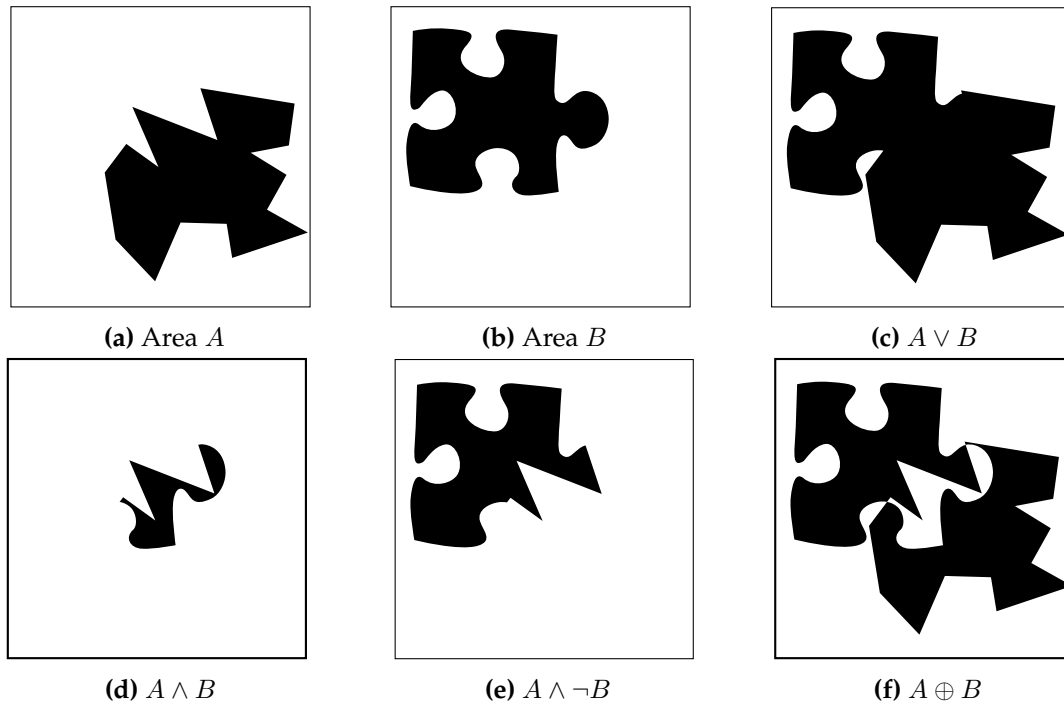 (a) Area A
(b) Area B
(c) A ∨ B
(d) A ∧ B
(e) A ∧ ¬B
(f) A ⊕ B